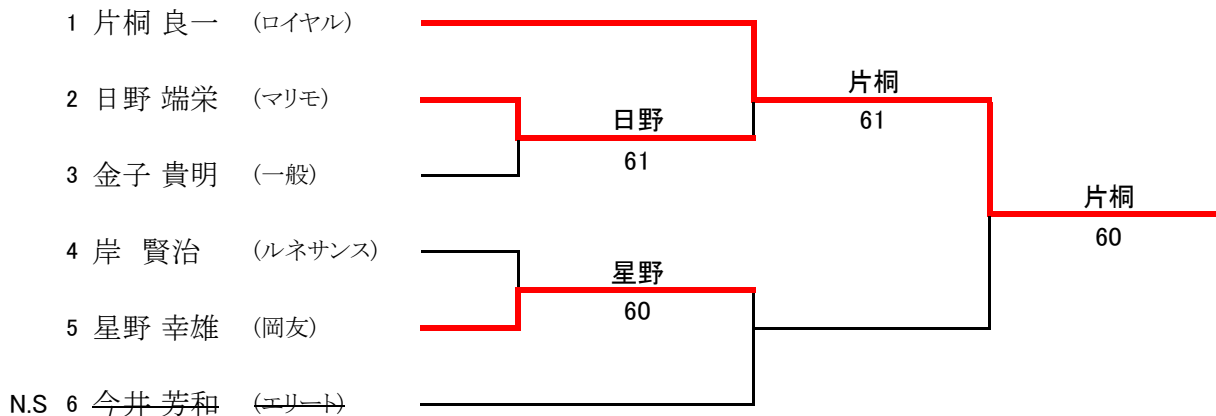 1 片桐 良一 (ロイヤル)
片桐
2 日野 端栄 (マリモ)
日野
61
61
3 金子 貴明 (一般)
片桐
60
4 岸 賢治 (ルネサンス)
星野
60
5 星野 幸雄 (岡友)
N.S 6 今井 芳和 (エリート)